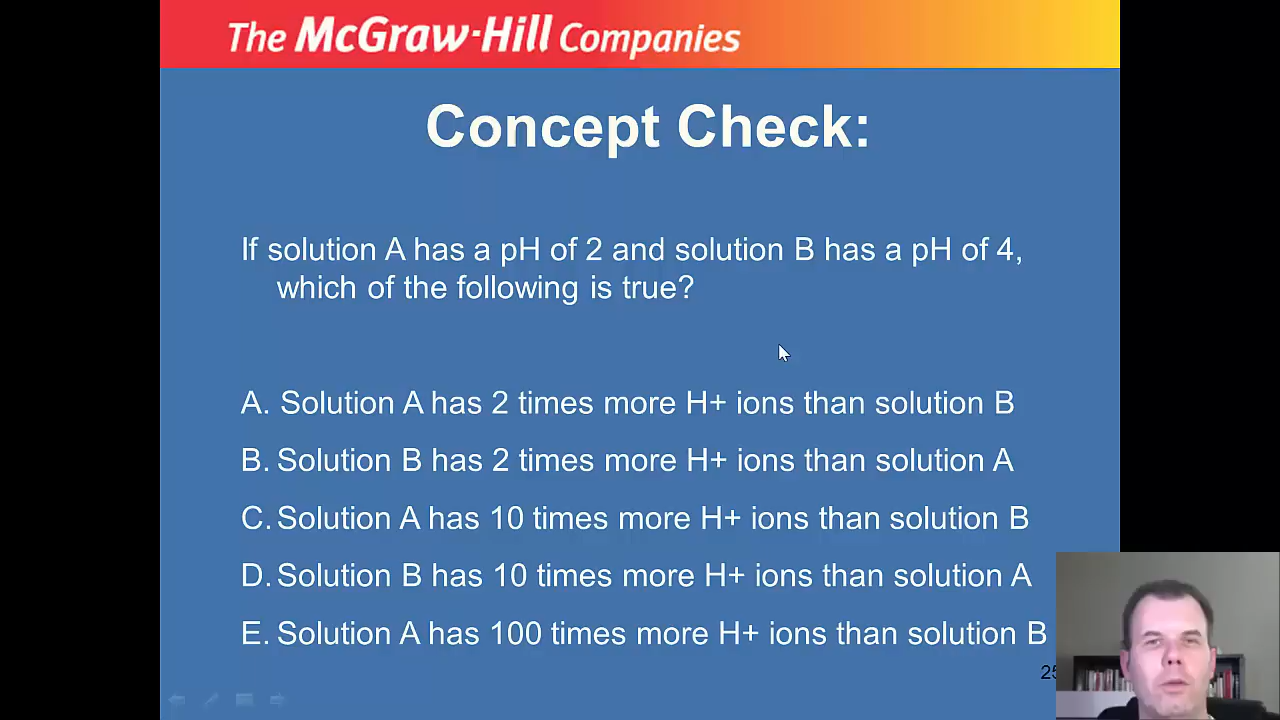 The McGraw-Hill Companies
Concept Check:
If solution A has a pH of 2 and solution B has a pH of 4,
which of the following is true?
A. Solution A has 2 times more H+ ions than solution B
B. Solution B has 2 times more H+ ions than solution A
C. Solution A has 10 times more H+ ions than solution B
D. Solution B has 10 times more H+ ions than solution A
E. Solution A has 100 times more H+ ions than solution B